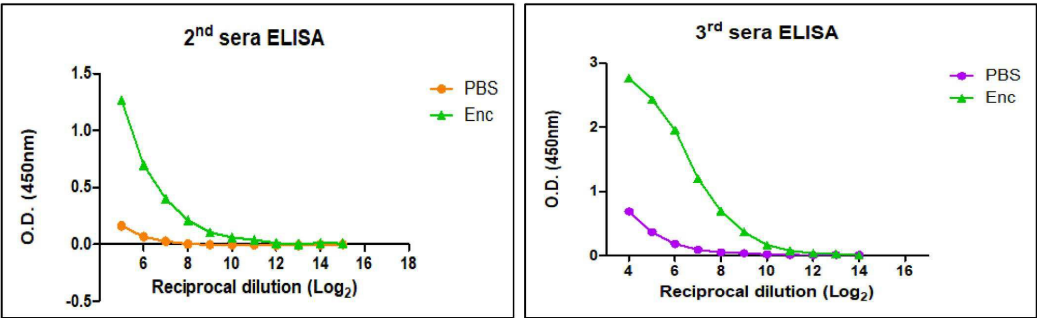 2nd sera ELISA
1.5
1.0
0.5
0.0
-0.5
O.D. (450nm)
6 8 10 12 14 16 18
Reciprocal dilution (Log2)
PBS
Enc
3rd sera ELISA
3
2
1
0
O.D. (450nm)
4 6 8 10 12 14 16
Reciprocal dilution (Log2)
PBS
Enc